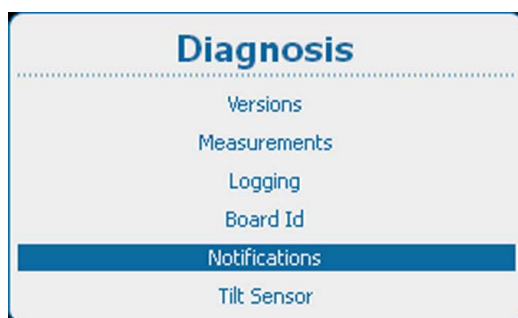 Diagnosis
Versions
Measurements
Logging
Board Id
Notifications
Tilt Sensor